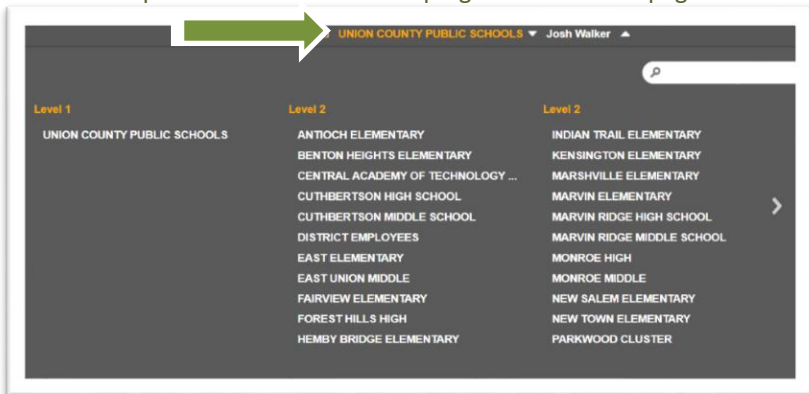 UNION COUNTY PUBLIC SCHOOLS ▼ Josh Walker ▲
Level 1
UNION COUNTY PUBLIC SCHOOLS
Level 2
ANTIOCH ELEMENTARY
BENTON HEIGHTS ELEMENTARY
CENTRAL ACADEMY OF TECHNOLOGY ...
CUTHBERTSON HIGH SCHOOL
CUTHBERTSON MIDDLE SCHOOL
DISTRICT EMPLOYEES
EAST ELEMENTARY
EAST UNION MIDDLE
FAIRVIEW ELEMENTARY
FOREST HILLS HIGH
HEMBY BRIDGE ELEMENTARY
Level 2
INDIAN TRAIL ELEMENTARY
KENSINGTON ELEMENTARY
MARSHVILLE ELEMENTARY
MARVIN ELEMENTARY
MARVIN RIDGE HIGH SCHOOL
MARVIN RIDGE MIDDLE SCHOOL
MONROE HIGH
MONROE MIDDLE
NEW SALEM ELEMENTARY
NEW TOWN ELEMENTARY
PARKWOOD CLUSTER